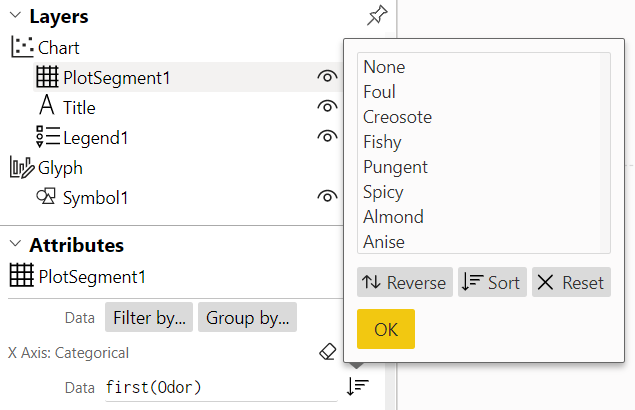 Layers
Chart
PlotSegment1
Title
Legend1
Glyph
Symbol1
Attributes
PlotSegment1
Data Filter by... Group by...
X Axis: Categorical
Data first(Odor)
None
Foul
Creosote
Fishy
Pungent
Spicy
Almond
Anise
Reverse Sort Reset
OK